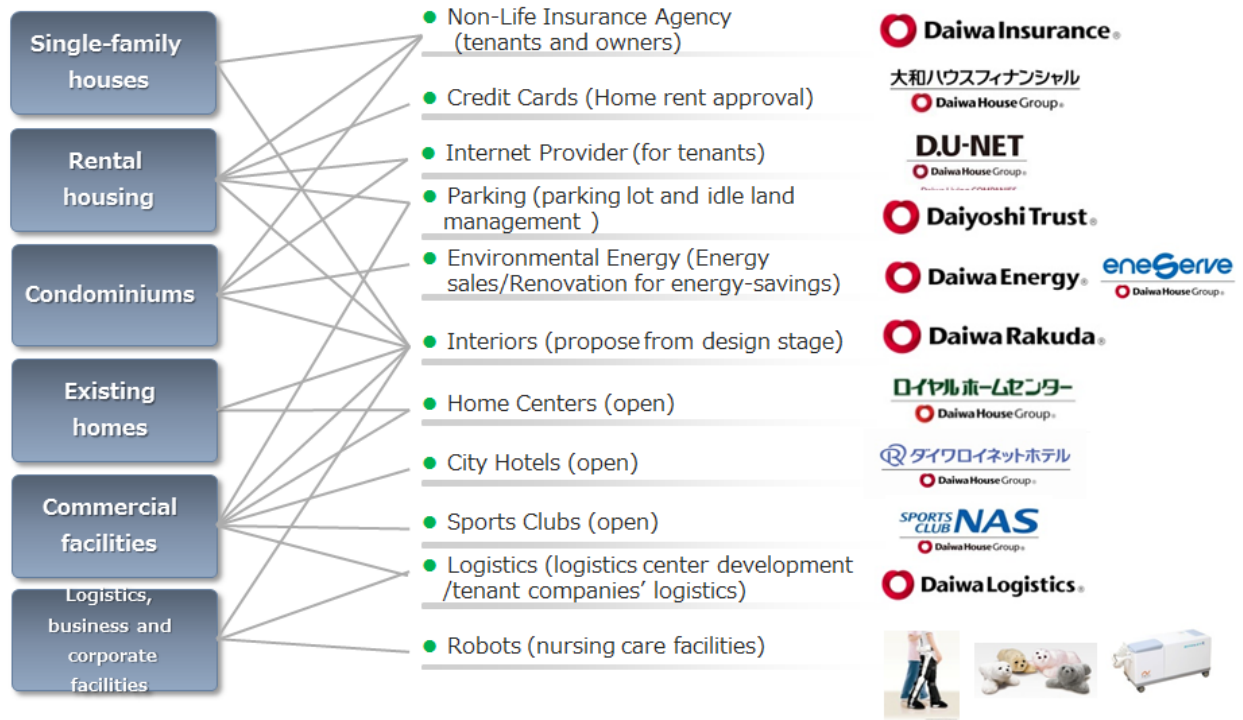 Single-family
houses
Rental
housing
Condominiums
Existing
homes
Commercial
facilities
Logistics,
business and
corporate
facilities
● Non-Life Insurance Agency
(tenants and owners)
● Credit Cards (Home rent approval)
● Internet Provider (for tenants)
● Parking (parking lot and idle land
management )
● Environmental Energy (Energy
sales/Renovation for energy-savings)
● Interiors (propose from design stage)
● Home Centers (open)
● City Hotels (open)
● Sports Clubs (open)
● Logistics (logistics center development
/tenant companies’ logistics)
● Robots (nursing care facilities)
Daiwa Insurance®
大和ハウスフィナンシャル
Daiwa House Group®
D.U-NET
Daiwa House Group®
Daiwa Living COMPANIES
Daiyoshi Trust®
Daiwa Energy®
eneServe
Daiwa House Group®
Daiwa Rakuda®
ロイヤルホームセンター
Daiwa House Group®
ダイワロイネットホテル
Daiwa House Group®
SPORTS
CLUB NAS
Daiwa House Group®
Daiwa Logistics®